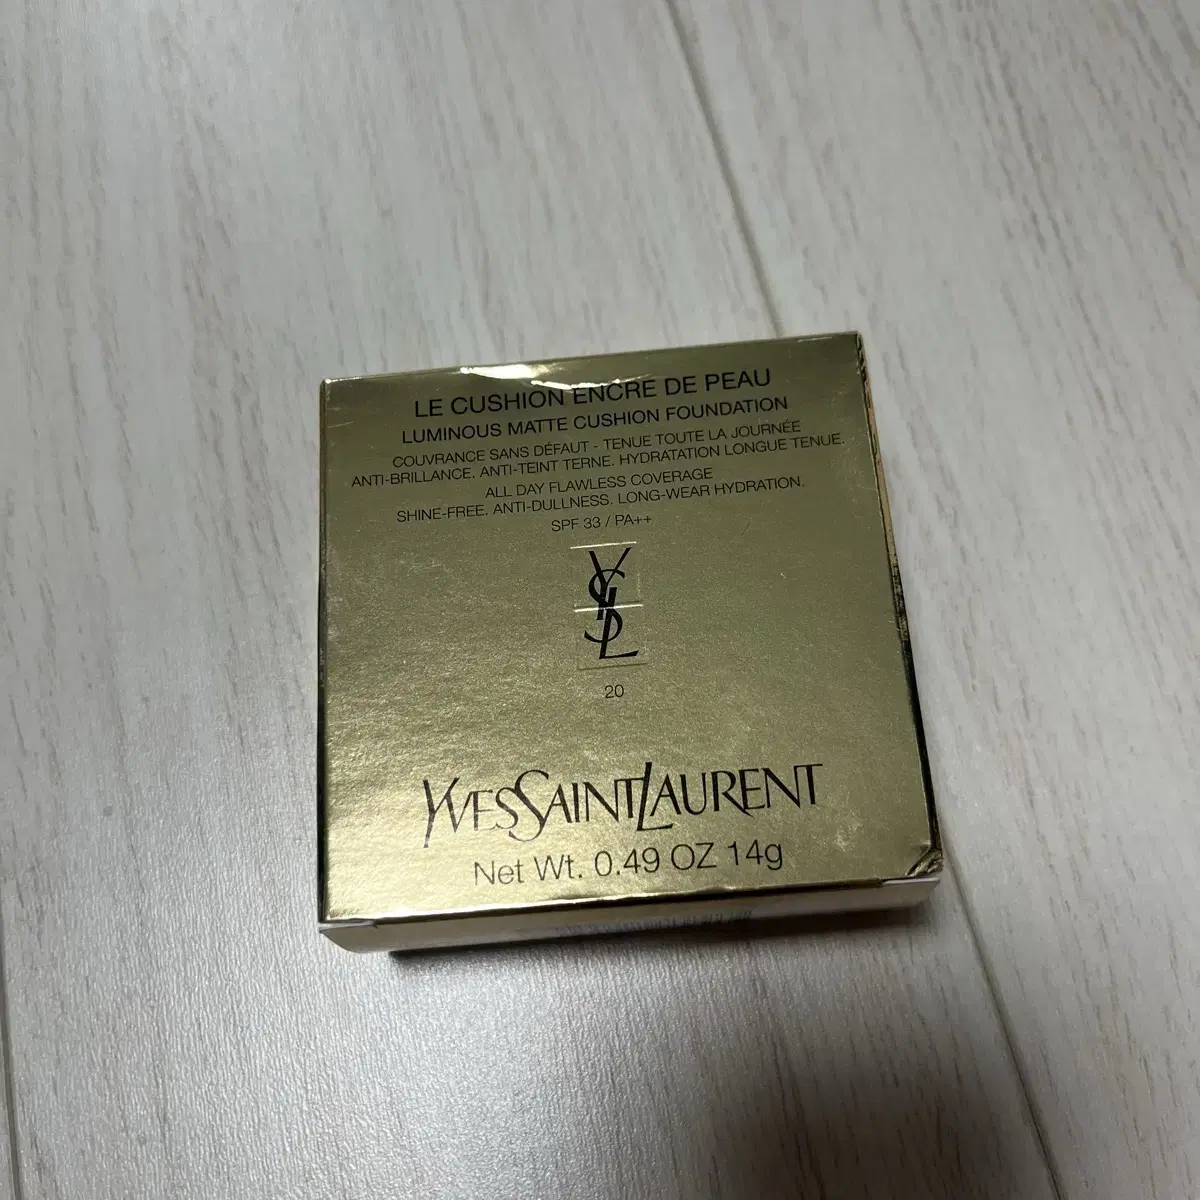 LE CUSHION ENCRE DE PEAU
LUMINOUS MATTE CUSHION FOUNDATION
COUVRANCE SANS DÉFAUT - TENUE TOUTE LA JOURNÉE
ANTI-BRILLANCE. ANTI-TEINT TERNE. HYDRATATION LONGUE TENUE.
ALL DAY FLAWLESS COVERAGE
SHINE-FREE. ANTI-DULLNESS. LONG-WEAR HYDRATION.
SPF 33 / PA++
YSL
20
YVESSAINTLAURENT
Net Wt. 0.49 OZ 14g